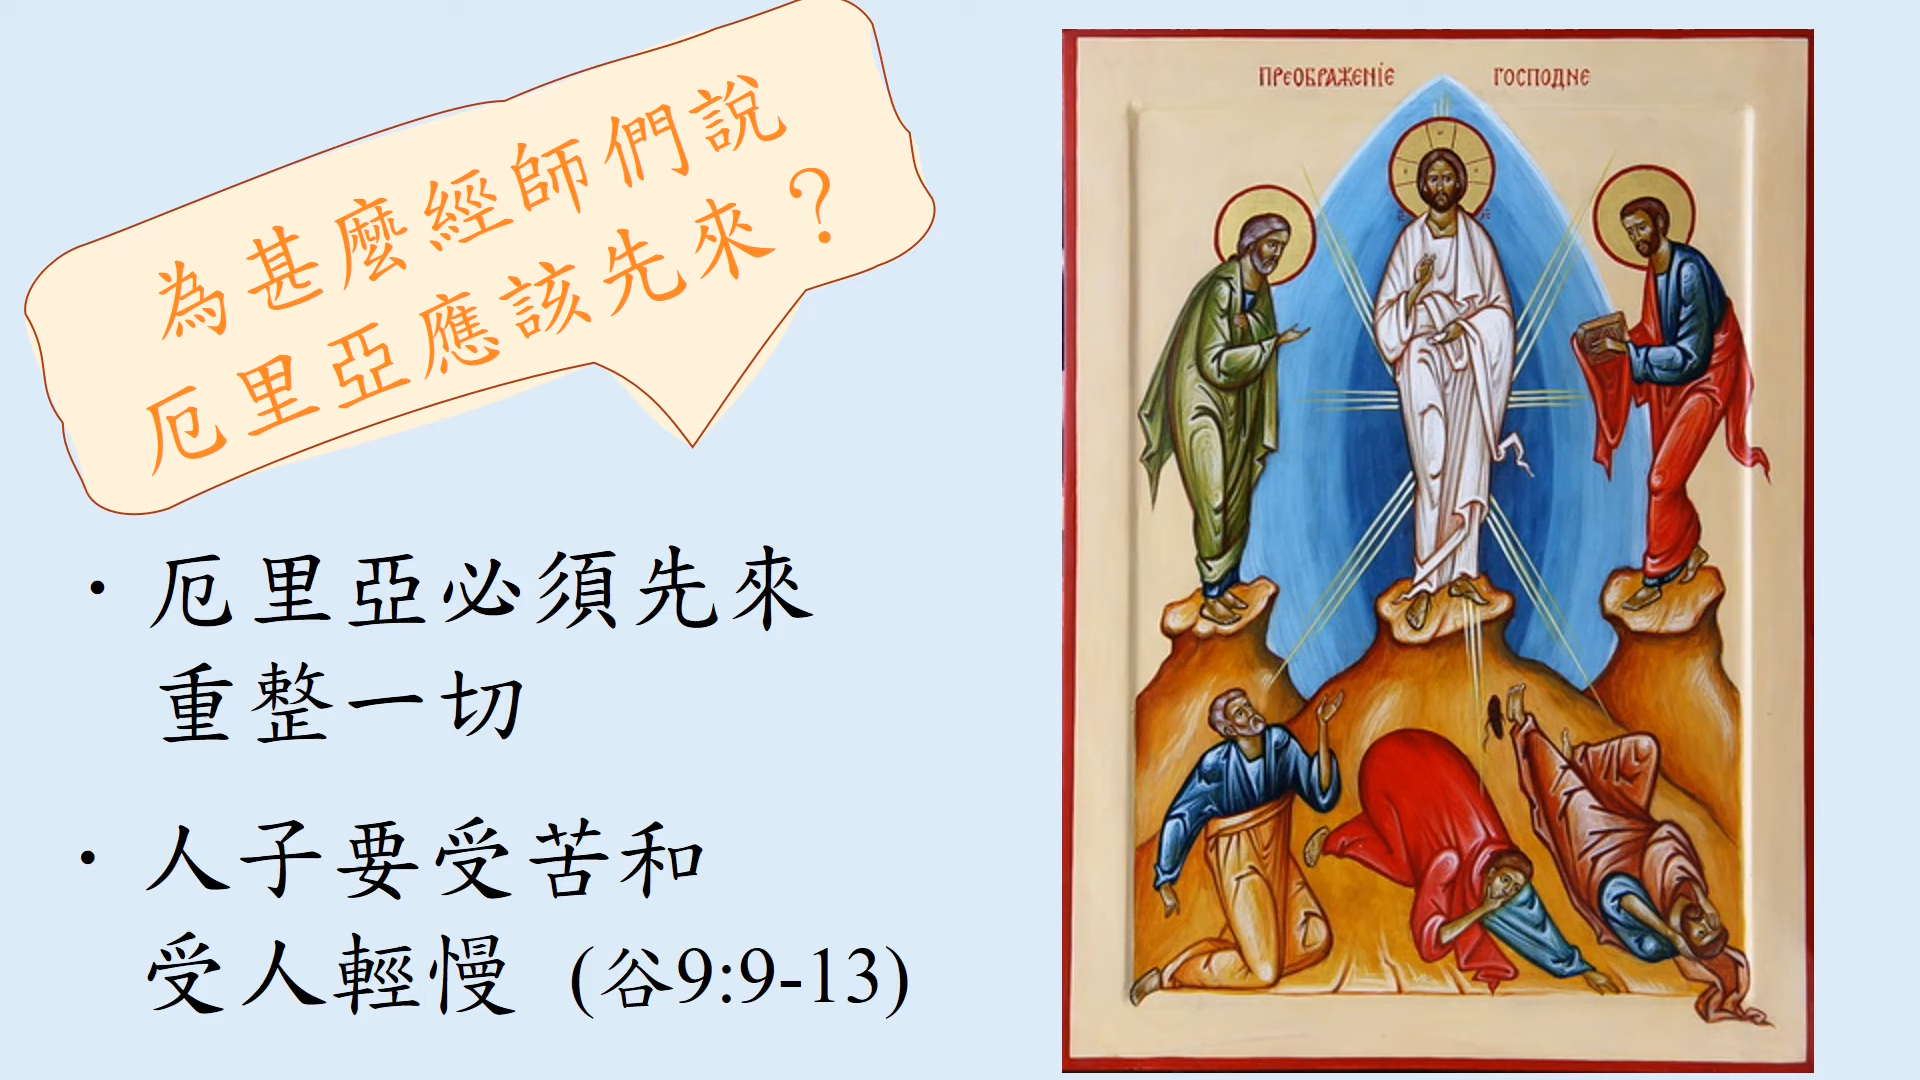 為甚麼經師們說
厄里亞應該先來？
• 厄里亞必須先來
重整一切
• 人子要受苦和
受人輕慢 (谷9:9-13)
ПРЕОБРАЖЕНІЕ ГОСПОДНЕ